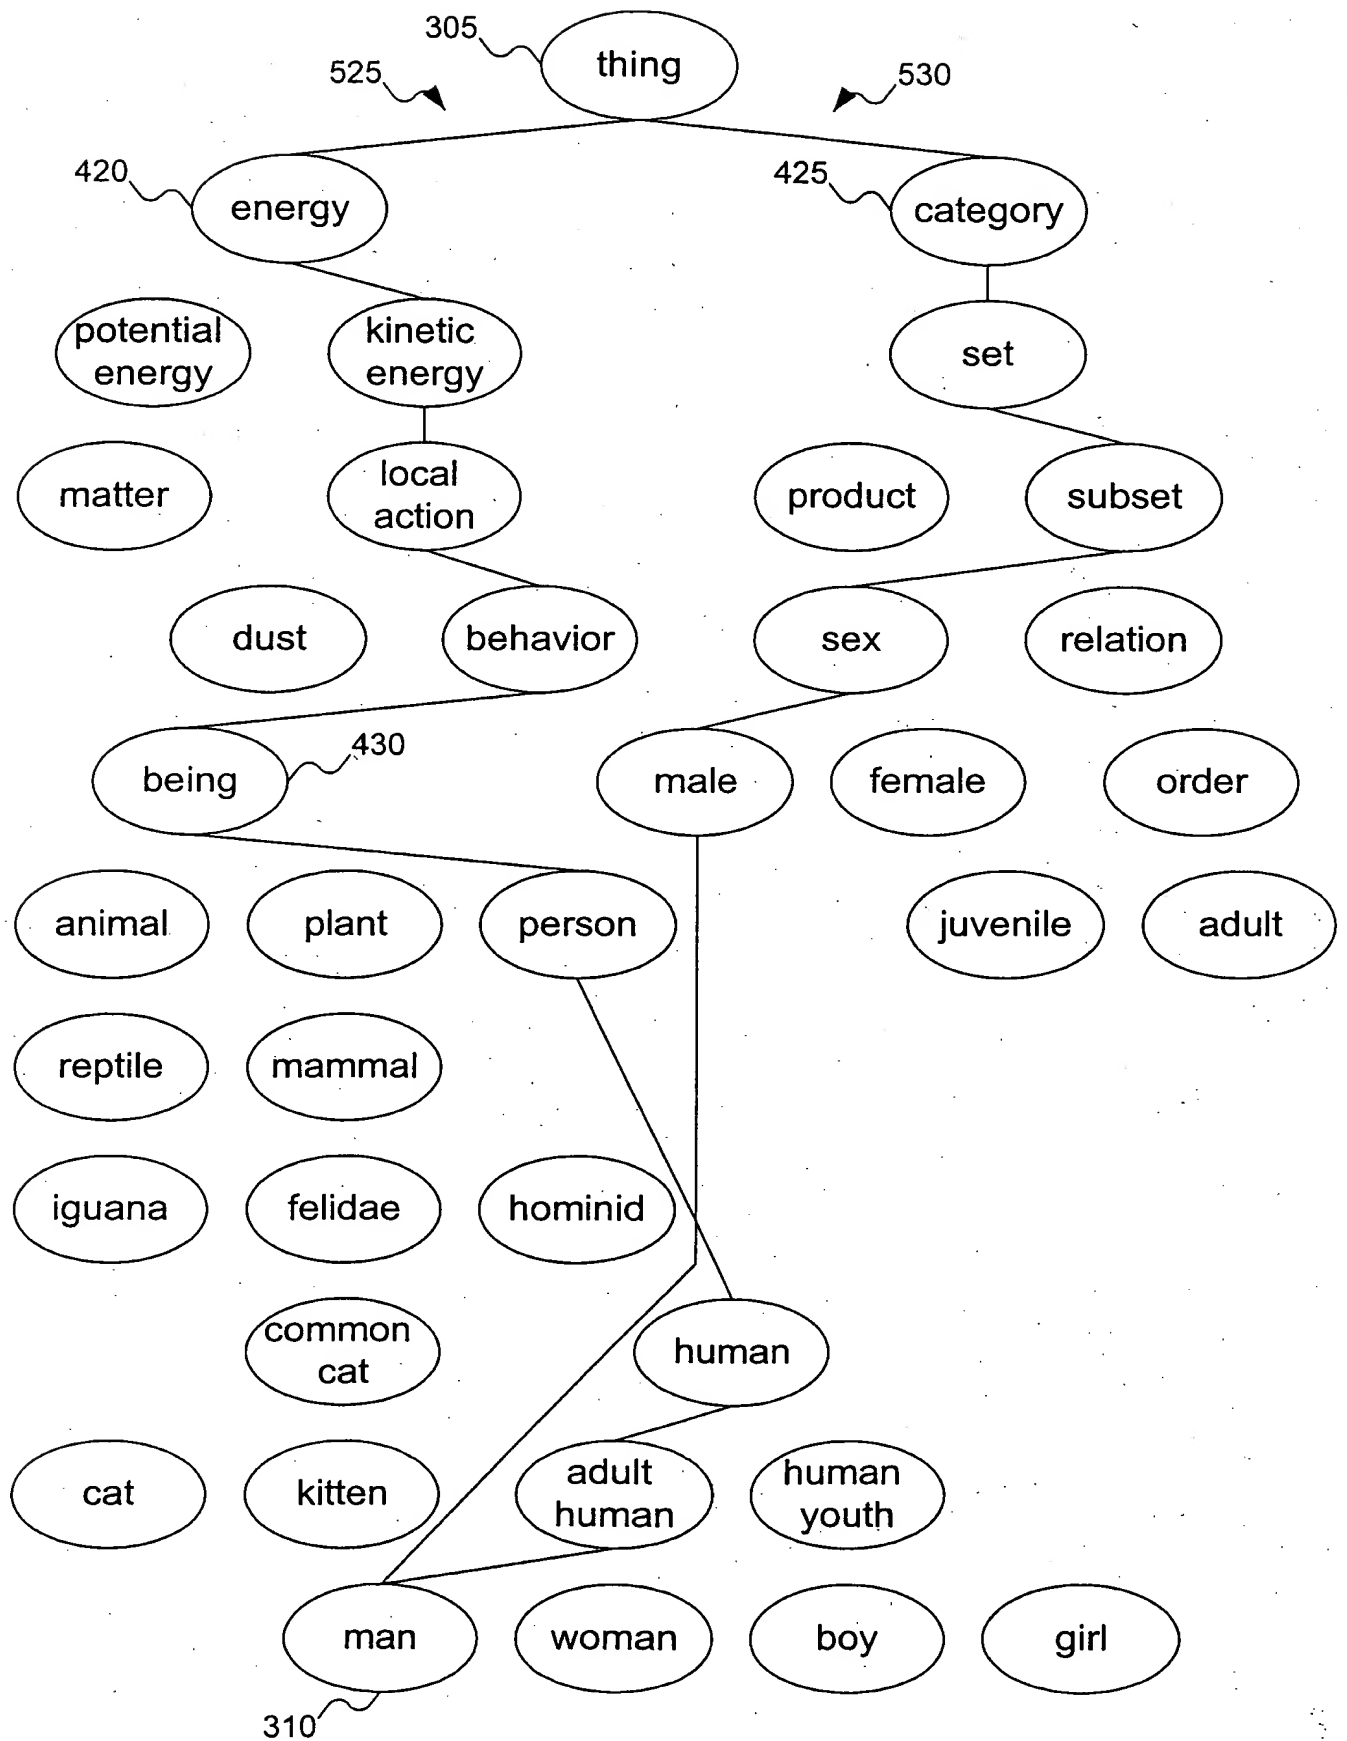 305
thing
525
530
420
energy
425
category
potential
energy
kinetic
energy
set
matter
local
action
product
subset
dust
behavior
sex
relation
being
430
male
female
order
animal
plant
person
juvenile
adult
reptile
mammal
iguana
felidae
hominid
common
cat
human
cat
kitten
adult
human
human
youth
man
woman
boy
girl
310